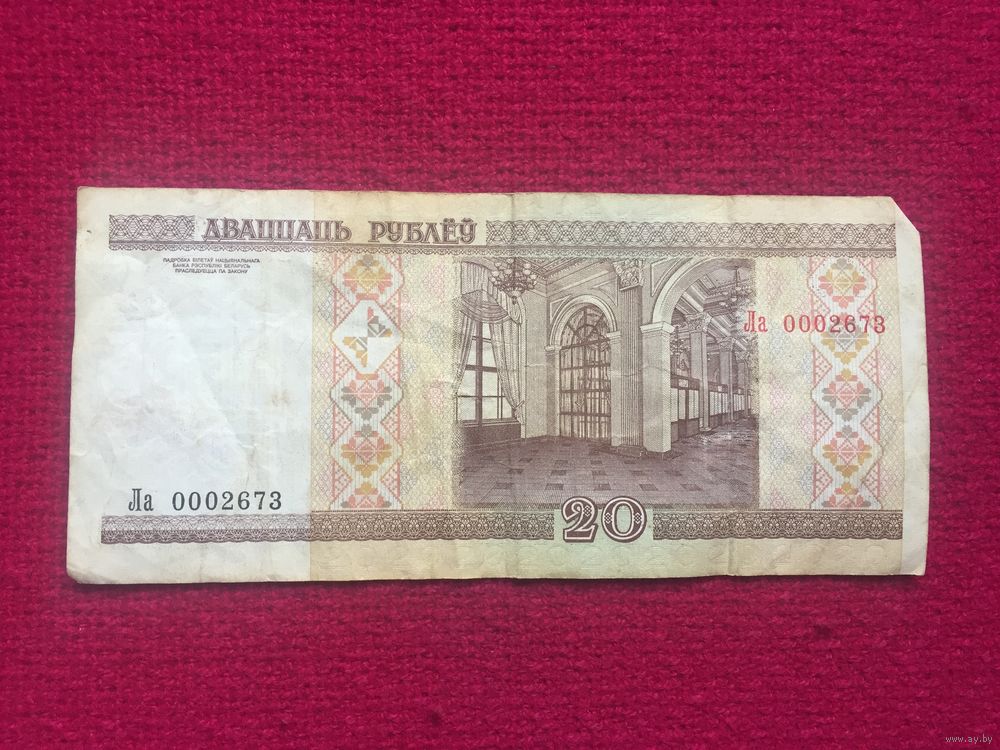 ДВАЦЦАЦЬ РУБЛЁЎ
ПАДРОБКА БІЛЕТАЎ НАЦЫЯНАЛЬНАГА
БАНКА РЭСПУБЛІКІ БЕЛАРУСЬ
ПРАСЛЕДУЕЦЦА ПА ЗАКОНУ
Ла 0002673
Ла 0002673
20
www.ay.by